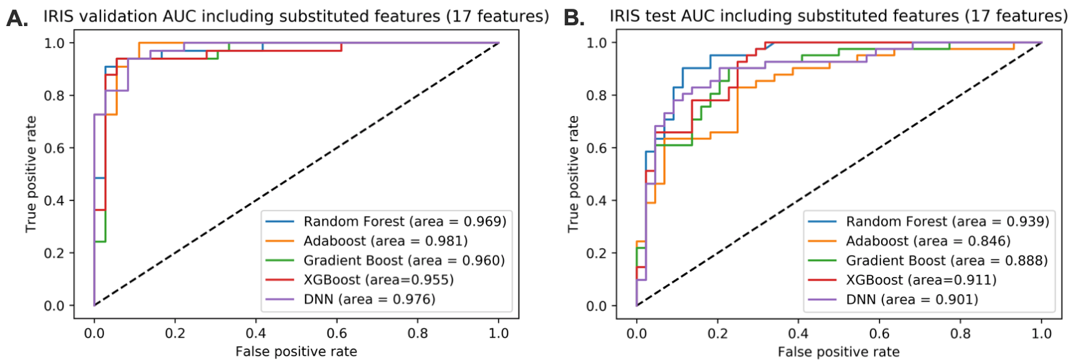 A. IRIS validation AUC including substituted features (17 features)
True positive rate
1.0
0.8
0.6
0.4
0.2
0.0
Random Forest (area = 0.969)
Adaboost (area = 0.981)
Gradient Boost (area = 0.960)
XGBoost (area=0.955)
DNN (area = 0.976)
0.0 0.2 0.4 0.6 0.8 1.0
False positive rate
B. IRIS test AUC including substituted features (17 features)
True positive rate
1.0
0.8
0.6
0.4
0.2
0.0
Random Forest (area = 0.939)
Adaboost (area = 0.846)
Gradient Boost (area = 0.888)
XGBoost (area=0.911)
DNN (area = 0.901)
0.0 0.2 0.4 0.6 0.8 1.0
False positive rate